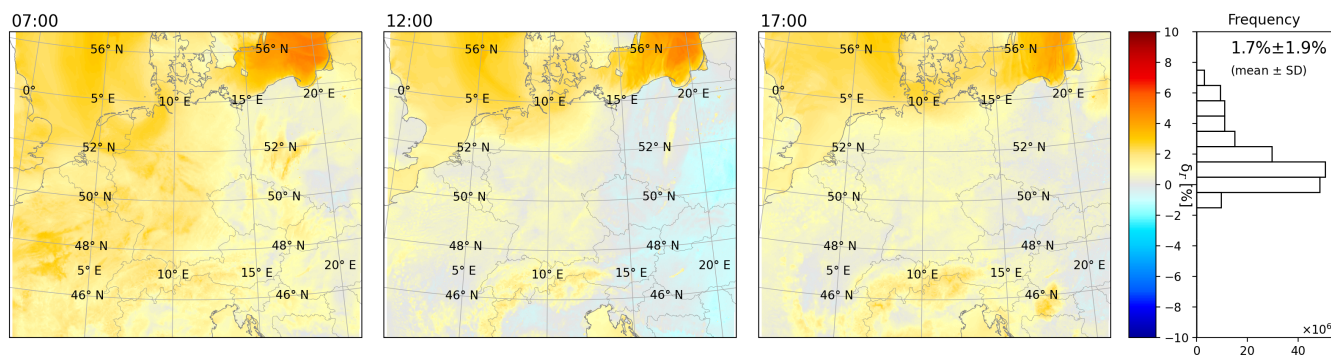 07:00
56° N
56° N
0°
5° E
10° E
15° E
20° E
52° N
52° N
50° N
50° N
48° N
48° N
5° E
10° E
15° E
20° E
46° N
46° N
12:00
56° N
56° N
0°
5° E
10° E
15° E
20° E
52° N
52° N
50° N
50° N
48° N
48° N
5° E
10° E
15° E
20° E
46° N
46° N
17:00
56° N
56° N
0°
5° E
10° E
15° E
20° E
52° N
52° N
50° N
50° N
48° N
48° N
5° E
10° E
15° E
20° E
46° N
46° N
10
8
6
4
2
0
−2
−4
−6
−8
−10
δr [%]
Frequency
1.7%±1.9%
(mean ± SD)
×10⁶
0 20 40